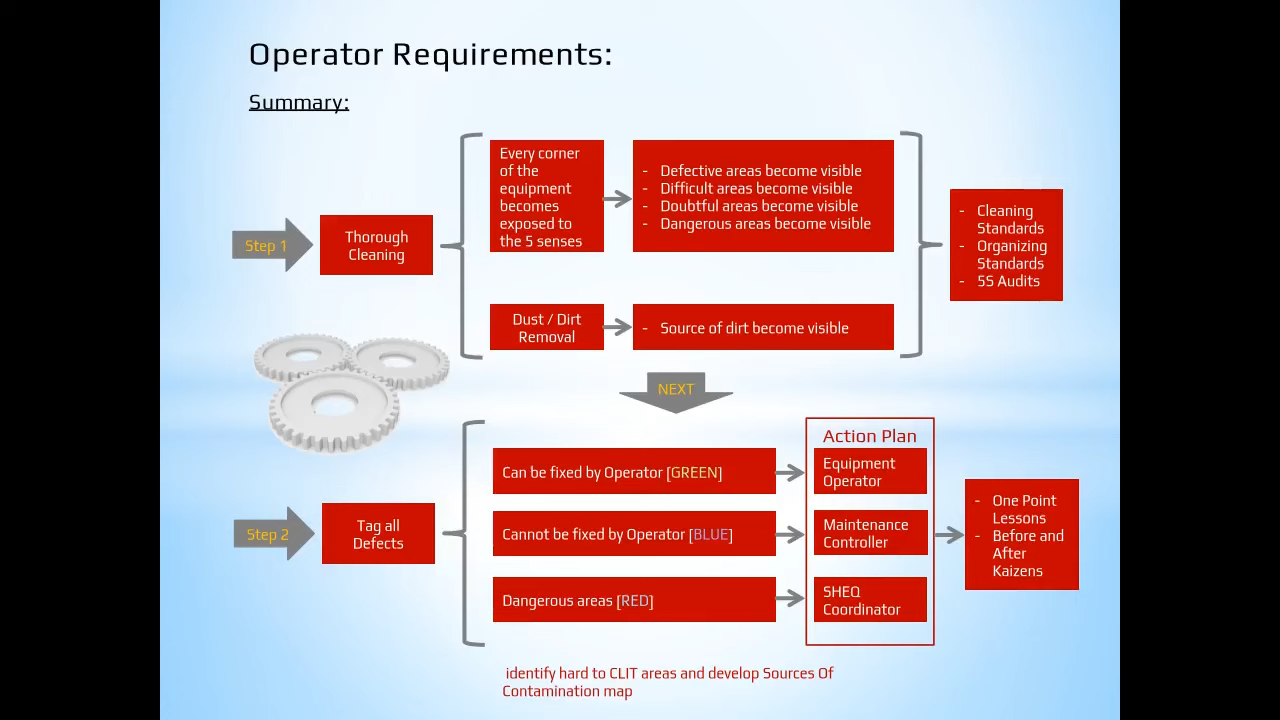 Operator Requirements:
Summary:
Step 1
Thorough
Cleaning
Every corner
of the
equipment
becomes
exposed to
the 5 senses
- Defective areas become visible
- Difficult areas become visible
- Doubtful areas become visible
- Dangerous areas become visible
Dust / Dirt
Removal
- Source of dirt become visible
- Cleaning
Standards
- Organizing
Standards
- 5S Audits
NEXT
Step 2
Tag all
Defects
Can be fixed by Operator [GREEN]
Cannot be fixed by Operator [BLUE]
Dangerous areas [RED]
Action Plan
Equipment
Operator
Maintenance
Controller
SHEQ
Coordinator
- One Point
Lessons
- Before and
After
Kaizens
identify hard to CLIT areas and develop Sources Of
Contamination map